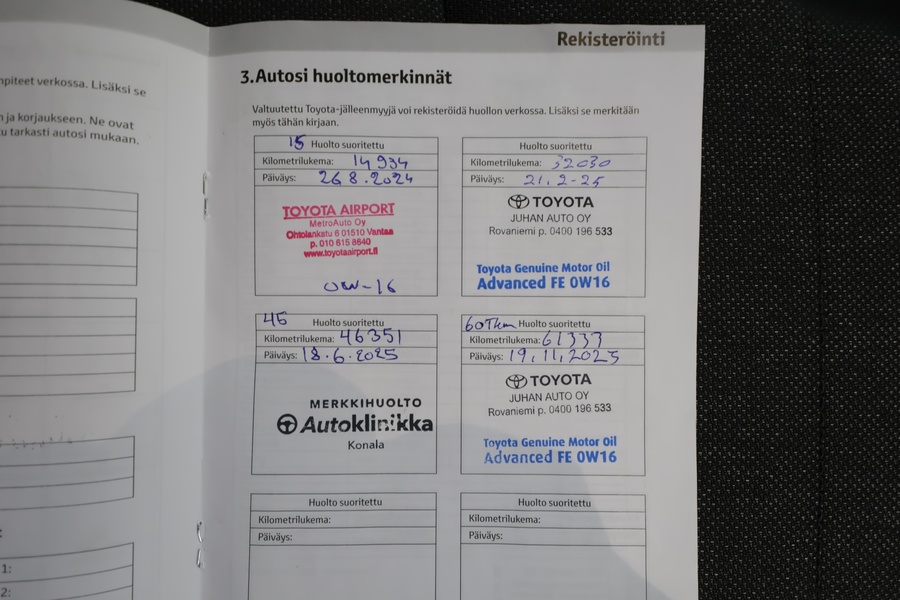 mpiteet verkossa. Lisäksi se
n ja korjaukseen. Ne ovat
u tarkasti autosi mukaan.
1:
2:
Rekisteröinti
3.Autosi huoltomerkinnät
Valtuutettu Toyota-jälleenmyyjä voi rekisteröidä huollon verkossa. Lisäksi se merkitään
myös tähän kirjaan.
15 Huolto suoritettu
Kilometrilukema: 14 934
Päiväys: 26 8.2024
TOYOTA AIRPORT
MetroAuto Oy
Ohtolankatu 6 01510 Vantaa
p. 010 615 8640
www.toyotaairport.fi
0W-16
Huolto suoritettu
Kilometrilukema: 32030
Päiväys: 21.2-25
TOYOTA
JUHAN AUTO OY
Rovaniemi p. 0400 196 533
Toyota Genuine Motor Oil
Advanced FE 0W16
45 Huolto suoritettu
Kilometrilukema: 46351
Päiväys: 18.6.2025
MERKKIHUOLTO
Autoklinikka
Konala
60Tkm Huolto suoritettu
Kilometrilukema: 61333
Päiväys: 19.11.2025
TOYOTA
JUHAN AUTO OY
Rovaniemi p. 0400 196 533
Toyota Genuine Motor Oil
Advanced FE 0W16
Huolto suoritettu
Kilometrilukema:
Päiväys:
Huolto suoritettu
Kilometrilukema:
Päiväys: